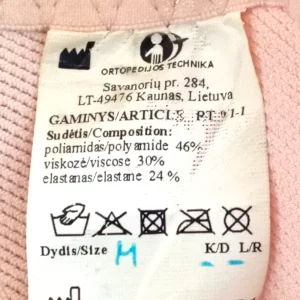 ORTOPEDIJOS TECHNIKA
Savanorių pr. 284,
LT-49476 Kaunas, Lietuva
GAMINYS/ARTICLE
Sudėtis/Composition:
poliamidas/polyamide 46%
viskozė/viscose 30%
elastanas/elastane 24 %
Dydis/Size M K/D L/R